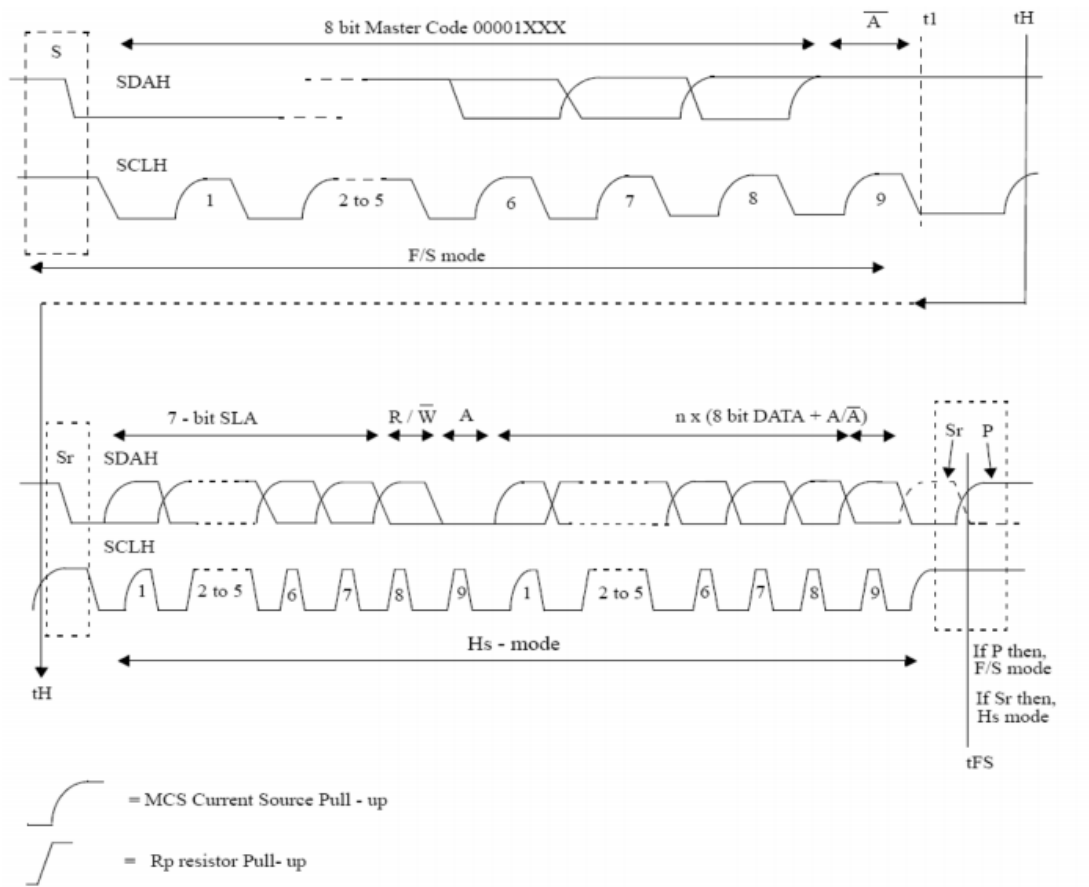 8 bit Master Code 00001XXX
A̅
t1
tH
S
SDAH
SCLH
1
2 to 5
6
7
8
9
F/S mode
7 - bit SLA
R / W̅
A
n x (8 bit DATA + A/A̅)
Sr
SDAH
Sr
P
SCLH
1
2 to 5
6
7
8
9
1
2 to 5
6
7
8
9
Hs - mode
If P then,
F/S mode
If Sr then,
Hs mode
tH
tFS
= MCS Current Source Pull - up
= Rp resistor Pull- up